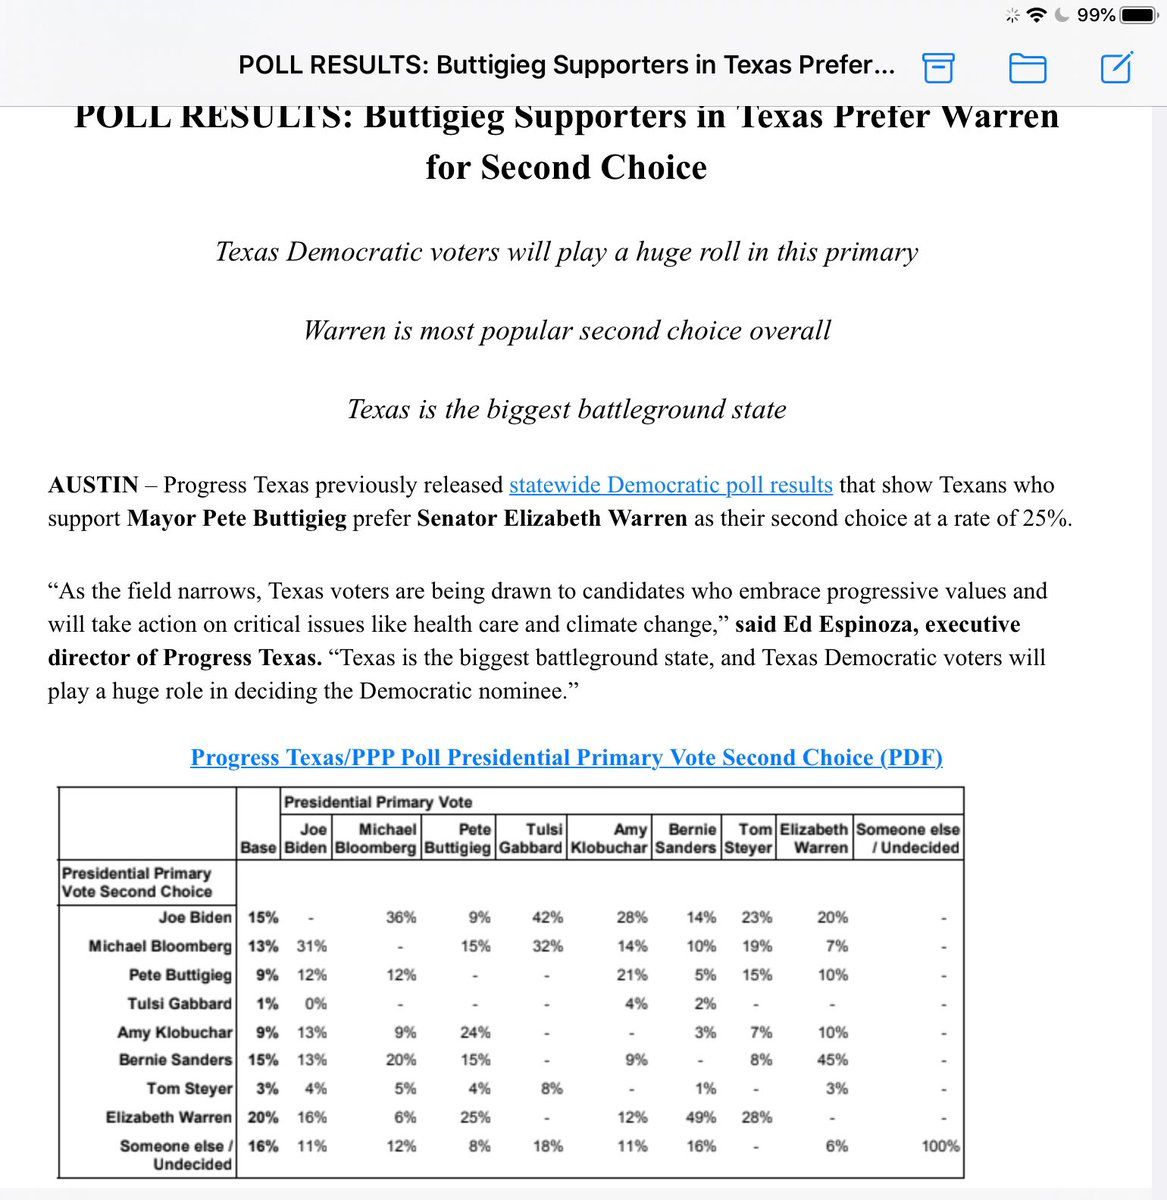 99%
POLL RESULTS: Buttigieg Supporters in Texas Prefer...
POLL RESULTS: Buttigieg Supporters in Texas Prefer Warren
for Second Choice
Texas Democratic voters will play a huge roll in this primary
Warren is most popular second choice overall
Texas is the biggest battleground state
AUSTIN – Progress Texas previously released statewide Democratic poll results that show Texans who
support Mayor Pete Buttigieg prefer Senator Elizabeth Warren as their second choice at a rate of 25%.
“As the field narrows, Texas voters are being drawn to candidates who embrace progressive values and
will take action on critical issues like health care and climate change,” said Ed Espinoza, executive
director of Progress Texas. “Texas is the biggest battleground state, and Texas Democratic voters will
play a huge role in deciding the Democratic nominee.”
Progress Texas/PPP Poll Presidential Primary Vote Second Choice (PDF)
Presidential Primary Vote
Joe Michael Pete Tulsi Amy Bernie Tom Elizabeth Someone else
Base Biden Bloomberg Buttigieg Gabbard Klobuchar Sanders Steyer Warren / Undecided
Presidential Primary
Vote Second Choice
Joe Biden 15% - 36% 9% 42% 28% 14% 23% 20% -
Michael Bloomberg 13% 31% - 15% 32% 14% 10% 19% 7% -
Pete Buttigieg 9% 12% 12% - - 21% 5% 15% 10% -
Tulsi Gabbard 1% 0% - - - 4% 2% - - -
Amy Klobuchar 9% 13% 9% 24% - - 3% 7% 10% -
Bernie Sanders 15% 13% 20% 15% - 9% - 8% 45% -
Tom Steyer 3% 4% 5% 4% 8% - 1% - 3% -
Elizabeth Warren 20% 16% 6% 25% - 12% 49% 28% - -
Someone else / 16% 11% 12% 8% 18% 11% 16% - 6% 100%
Undecided